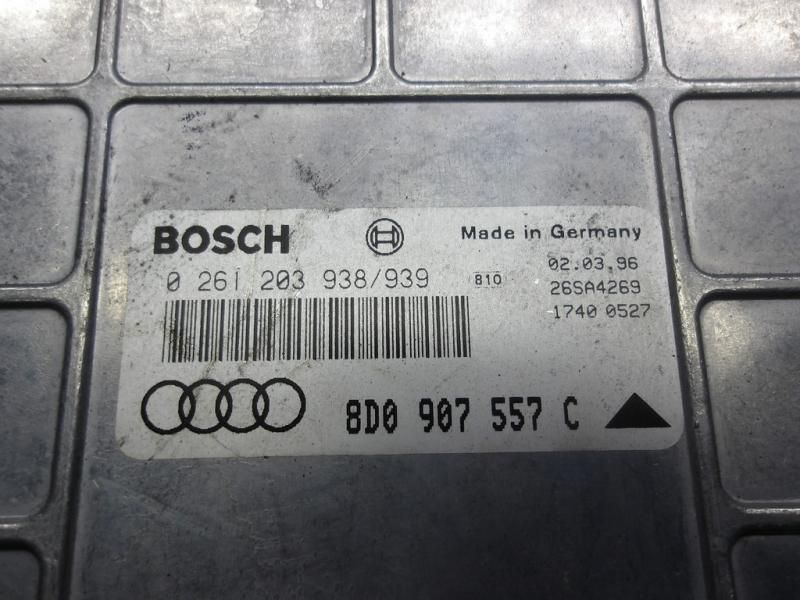 BOSCH
Made in Germany
0 261 203 938/939
810
02.03.96
26SA4269
-1740 0527
8D0 907 557 C